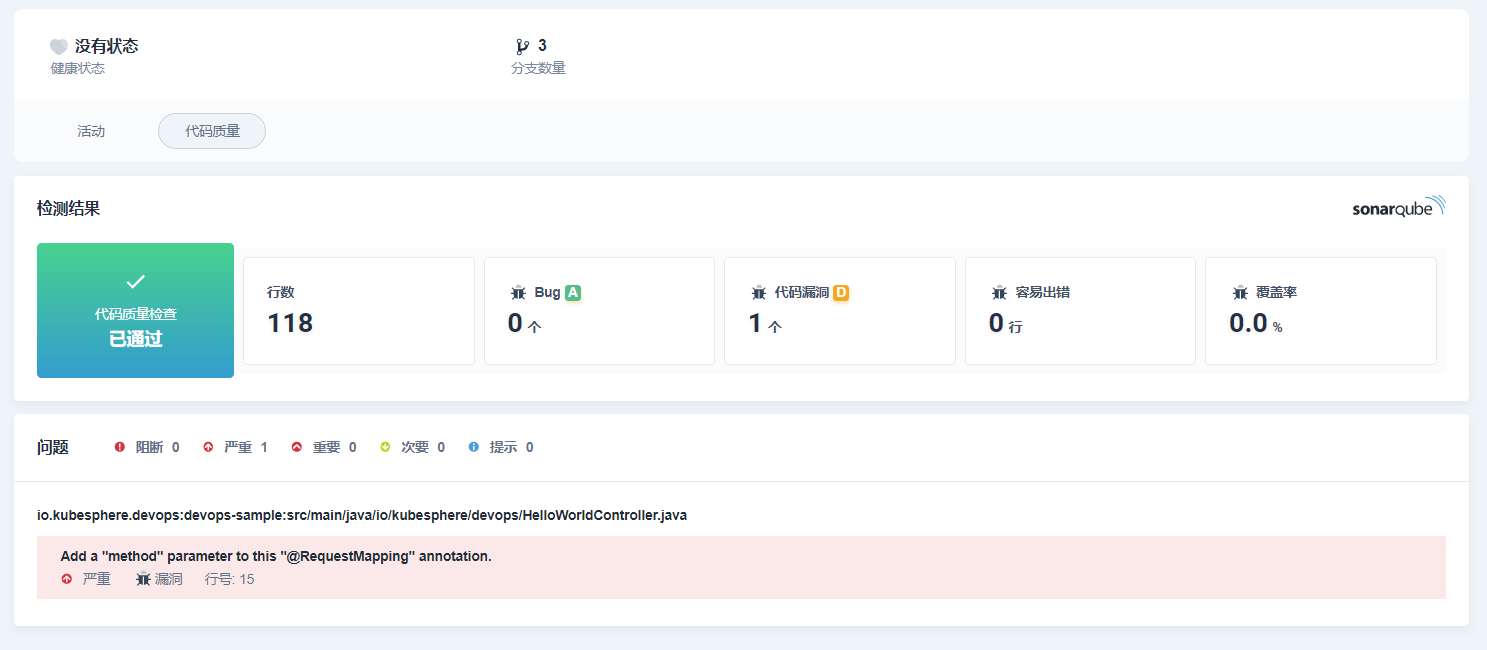 没有状态
健康状态
3
分支数量
活动
代码质量
检测结果
sonarqube
代码质量检查
已通过
行数
118
Bug A
0 个
代码漏洞 D
1 个
容易出错
0 行
覆盖率
0.0 %
问题 阻断 0 严重 1 重要 0 次要 0 提示 0
io.kubesphere.devops:devops-sample:src/main/java/io/kubesphere/devops/HelloWorldController.java
Add a "method" parameter to this "@RequestMapping" annotation.
严重 漏洞 行号: 15